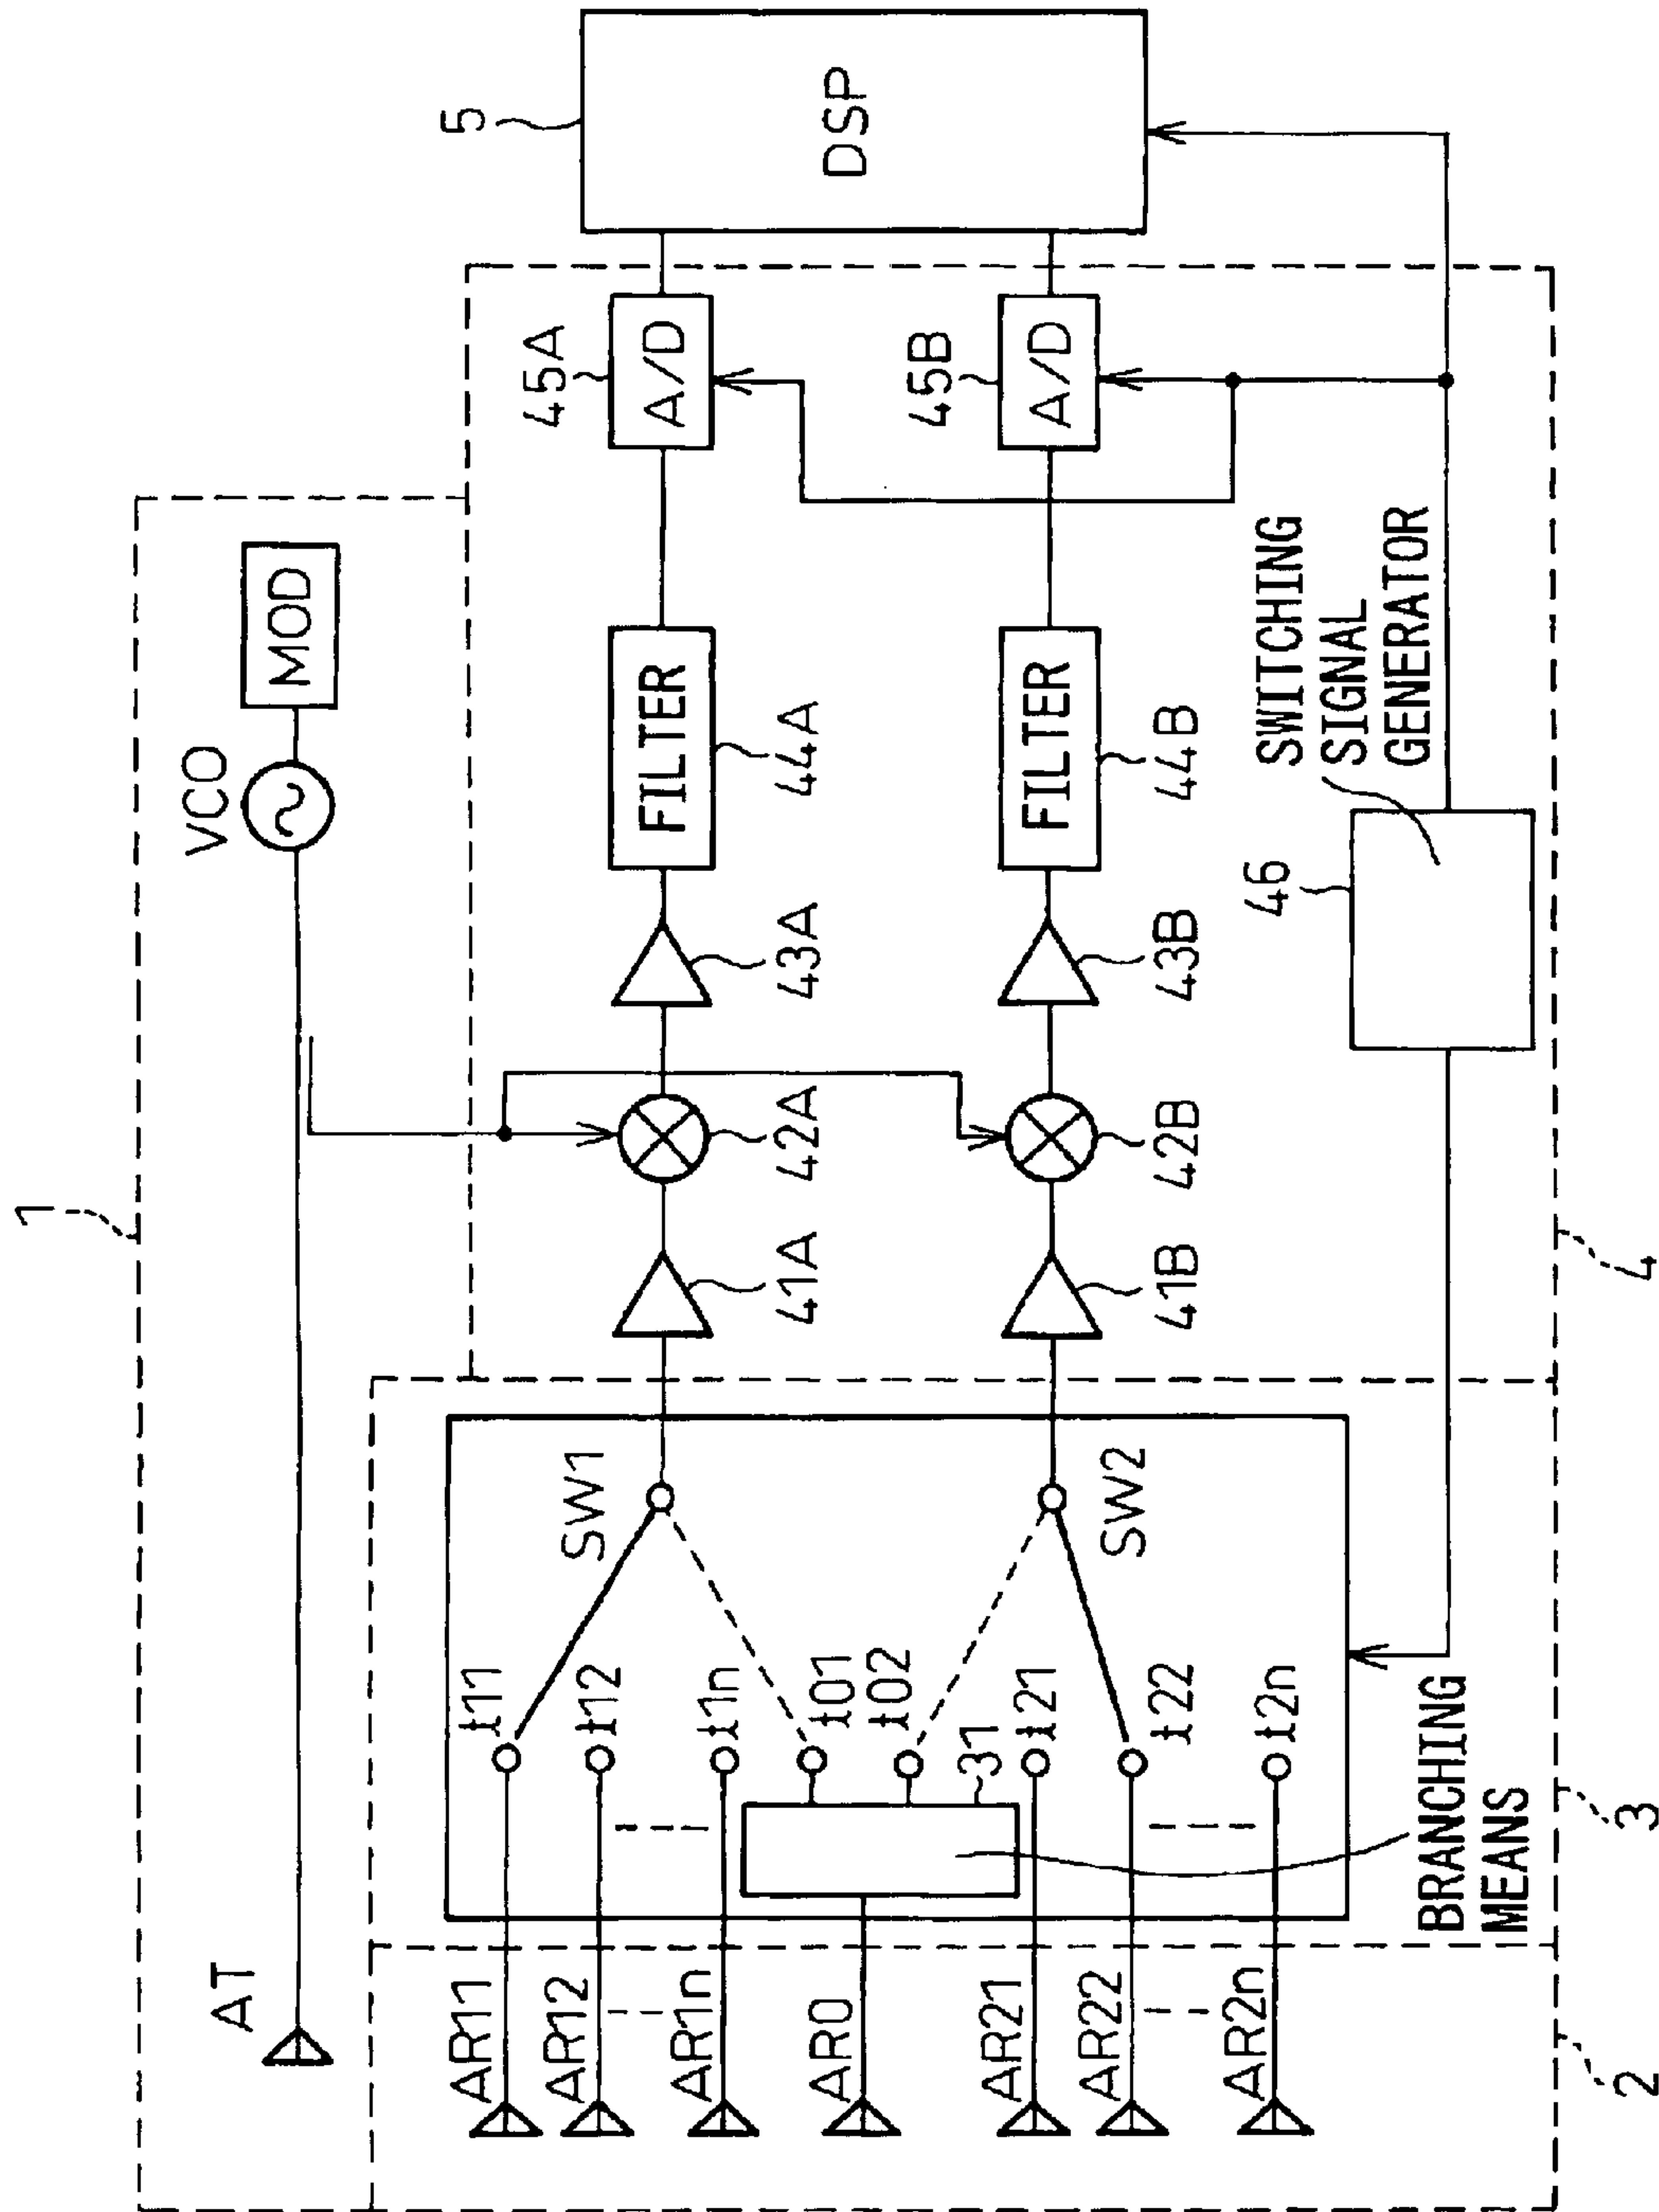 1
AT
VCO
MOD
5
DSP
AR11
AR12
AR1n
AR0
AR21
AR22
AR2n
t11
t12
t1n
t01
t02
31
t21
t22
t2n
SW1
SW2
BRANCHING
MEANS
41A
42A
43A
FILTER
44A
45A
A/D
41B
42B
43B
FILTER
44B
45B
A/D
46
SWITCHING
SIGNAL
GENERATOR
2
3
4